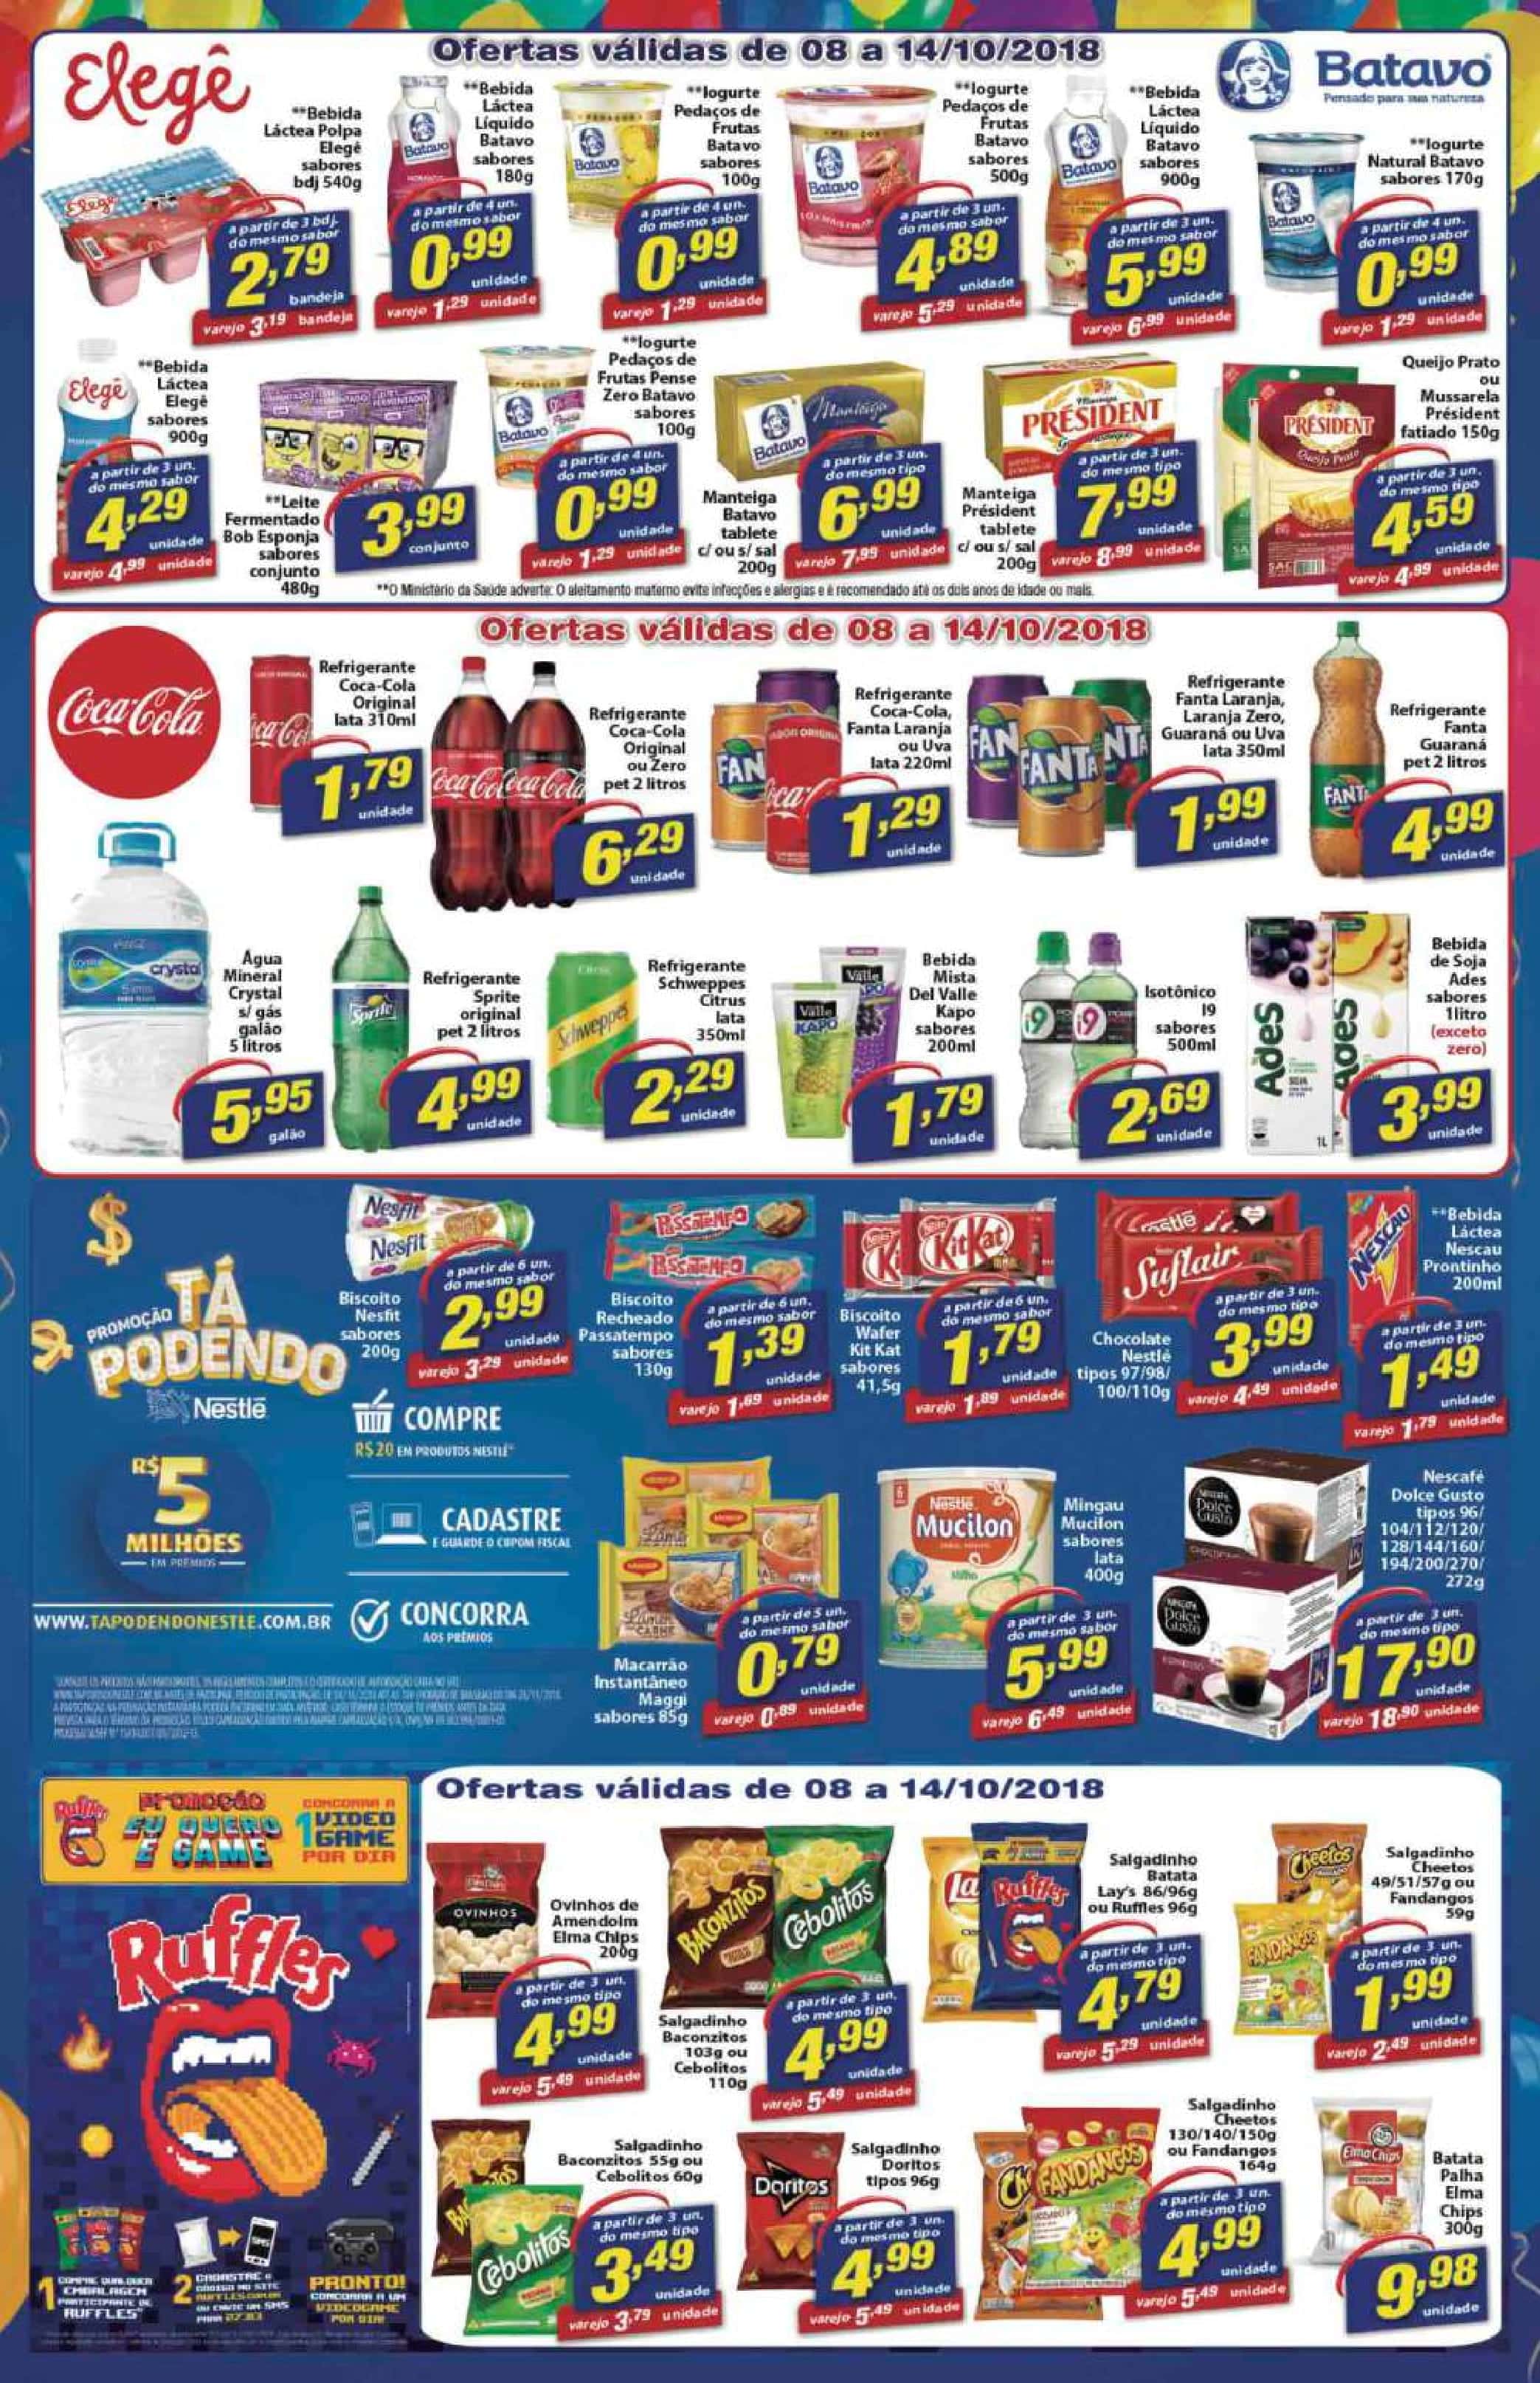 Ofertas válidas de 08 a 14/10/2018
Elegê
Batavo
Pensado para sua natureza
**Bebida
Láctea Polpa
Elegê
sabores
bdj 540g
a partir de 3 bdj.
do mesmo sabor
2,79
bandeja
varejo 3,19 bandeja
**Bebida
Láctea
Líquido
Batavo
sabores
180g
a partir de 4 un.
do mesmo sabor
0,99
unidade
varejo 1,29 unidade
**Iogurte
Pedaços de
Frutas
Batavo
sabores
100g
a partir de 4 un.
do mesmo sabor
0,99
unidade
varejo 1,29 unidade
**Iogurte
Pedaços de
Frutas
Batavo
sabores
500g
a partir de 3 un.
do mesmo sabor
4,89
unidade
varejo 5,29 unidade
**Bebida
Láctea
Líquido
Batavo
sabores
900g
a partir de 3 un.
do mesmo sabor
5,99
unidade
varejo 6,99 unidade
**Iogurte
Natural Batavo
sabores 170g
a partir de 4 un.
do mesmo sabor
0,99
unidade
varejo 1,29 unidade
**Bebida
Láctea
Elegê
sabores
900g
a partir de 3 un.
do mesmo sabor
4,29
unidade
varejo 4,99 unidade
**Leite
Fermentado
Bob Esponja
sabores
conjunto
480g
3,99
conjunto
**Iogurte
Pedaços de
Frutas Pense
Zero Batavo
sabores
100g
a partir de 4 un.
do mesmo sabor
0,99
unidade
varejo 1,29 unidade
Manteiga
Batavo
tablete
c/ ou s/ sal
200g
a partir de 3 un.
do mesmo tipo
6,99
unidade
varejo 7,99 unidade
Manteiga
Président
tablete
c/ ou s/ sal
200g
a partir de 3 un.
do mesmo tipo
7,99
unidade
varejo 8,99 unidade
Queijo Prato
ou
Mussarela
Président
fatiado 150g
a partir de 3 un.
do mesmo tipo
4,59
unidade
varejo 4,99 unidade
**O Ministério da Saúde adverte: O aleitamento materno evita infecções e alergias e é recomendado até os dois anos de idade ou mais.
Ofertas válidas de 08 a 14/10/2018
Coca-Cola
Refrigerante
Coca-Cola
Original
lata 310ml
1,79
unidade
Refrigerante
Coca-Cola
Original
ou Zero
pet 2 litros
6,29
unidade
Refrigerante
Coca-Cola,
Fanta Laranja
ou Uva
lata 220ml
1,29
unidade
Refrigerante
Fanta Laranja,
Laranja Zero,
Guaraná ou Uva
lata 350ml
1,99
unidade
Refrigerante
Fanta
Guaraná
pet 2 litros
4,99
unidade
Água
Mineral
Crystal
s/ gás
galão
5 litros
5,95
galão
Refrigerante
Sprite
original
pet 2 litros
4,99
unidade
Refrigerante
Schweppes
Citrus
lata
350ml
2,29
unidade
Bebida
Mista
Del Valle
Kapo
sabores
200ml
1,79
unidade
Isotônico
I9
sabores
500ml
2,69
unidade
Bebida
de Soja
Ades
sabores
1litro
(exceto
zero)
3,99
unidade
PROMOÇÃO
TÁ
PODENDO
Nestlé
R$5
MILHÕES
EM PRÊMIOS
WWW.TAPODENDONESTLE.COM.BR
COMPRE
R$20 EM PRODUTOS NESTLÉ*
CADASTRE
E GUARDE O CUPOM FISCAL
CONCORRA
AOS PRÊMIOS
Biscoito
Nesfit
sabores
200g
a partir de 6 un.
do mesmo sabor
2,99
unidade
varejo 3,29 unidade
Biscoito
Recheado
Passatempo
sabores
130g
a partir de 6 un.
do mesmo sabor
1,39
unidade
varejo 1,69 unidade
Biscoito
Wafer
Kit Kat
sabores
41,5g
a partir de 6 un.
do mesmo sabor
1,79
unidade
varejo 1,89 unidade
Chocolate
Nestlé
tipos 97/98/
100/110g
a partir de 3 un.
do mesmo tipo
3,99
unidade
varejo 4,49 unidade
**Bebida
Láctea
Nescau
Prontinho
200ml
a partir de 3 un.
do mesmo tipo
1,49
unidade
varejo 1,79 unidade
Macarrão
Instantâneo
Maggi
sabores 85g
a partir de 5 un.
do mesmo sabor
0,79
unidade
varejo 0,89 unidade
Mingau
Mucilon
sabores
lata
400g
a partir de 3 un.
do mesmo sabor
5,99
unidade
varejo 6,49 unidade
Nescafé
Dolce Gusto
tipos 96/
104/112/120/
128/144/160/
194/200/270/
272g
a partir de 3 un.
do mesmo tipo
17,90
unidade
varejo 18,90 unidade
Ruffles
PROMOÇÃO
EU QUERO
E GAME
CONCORRA A
1 VIDEO
GAME
POR DIA
Ruffles
1 COMPRE QUALQUER
EMBALAGEM
PARTICIPANTE DE
RUFFLES*
2 CADASTRE O
CÓDIGO NO SITE
OU ENVIE UM SMS
PRONTO!
CONCORRA A UM
VIDEOGAME
POR DIA!
Ofertas válidas de 08 a 14/10/2018
Ovinhos de
Amendoim
Elma Chips
200g
a partir de 3 un.
do mesmo tipo
4,99
unidade
varejo 5,49 unidade
Salgadinho
Baconzitos
103g ou
Cebolitos
110g
a partir de 3 un.
do mesmo tipo
4,99
unidade
varejo 5,49 unidade
Salgadinho
Batata
Lay's 86/96g
ou Ruffles 96g
a partir de 3 un.
do mesmo tipo
4,79
unidade
varejo 5,29 unidade
Salgadinho
Cheetos
49/51/57g ou
Fandangos
59g
a partir de 3 un.
do mesmo tipo
1,99
unidade
varejo 2,49 unidade
Salgadinho
Baconzitos 55g ou
Cebolitos 60g
a partir de 3 un.
do mesmo tipo
3,49
unidade
varejo 3,79 unidade
Salgadinho
Doritos
tipos 96g
a partir de 3 un.
do mesmo tipo
4,99
unidade
varejo 5,49 unidade
Salgadinho
Cheetos
130/140/150g
ou Fandangos
164g
a partir de 3 un.
do mesmo tipo
4,99
unidade
varejo 5,49 unidade
Batata
Palha
Elma
Chips
300g
9,98
unidade